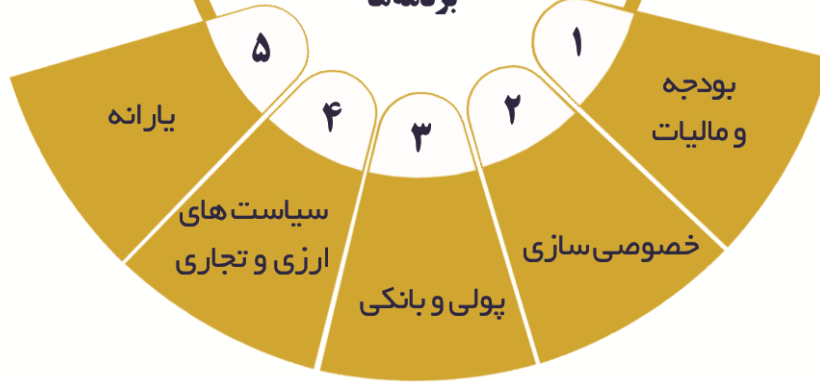 ۱
بودجه
و مالیات
۲
خصوصی‌سازی
۳
پولی و بانکی
۴
سیاست های
ارزی و تجاری
۵
یارانه